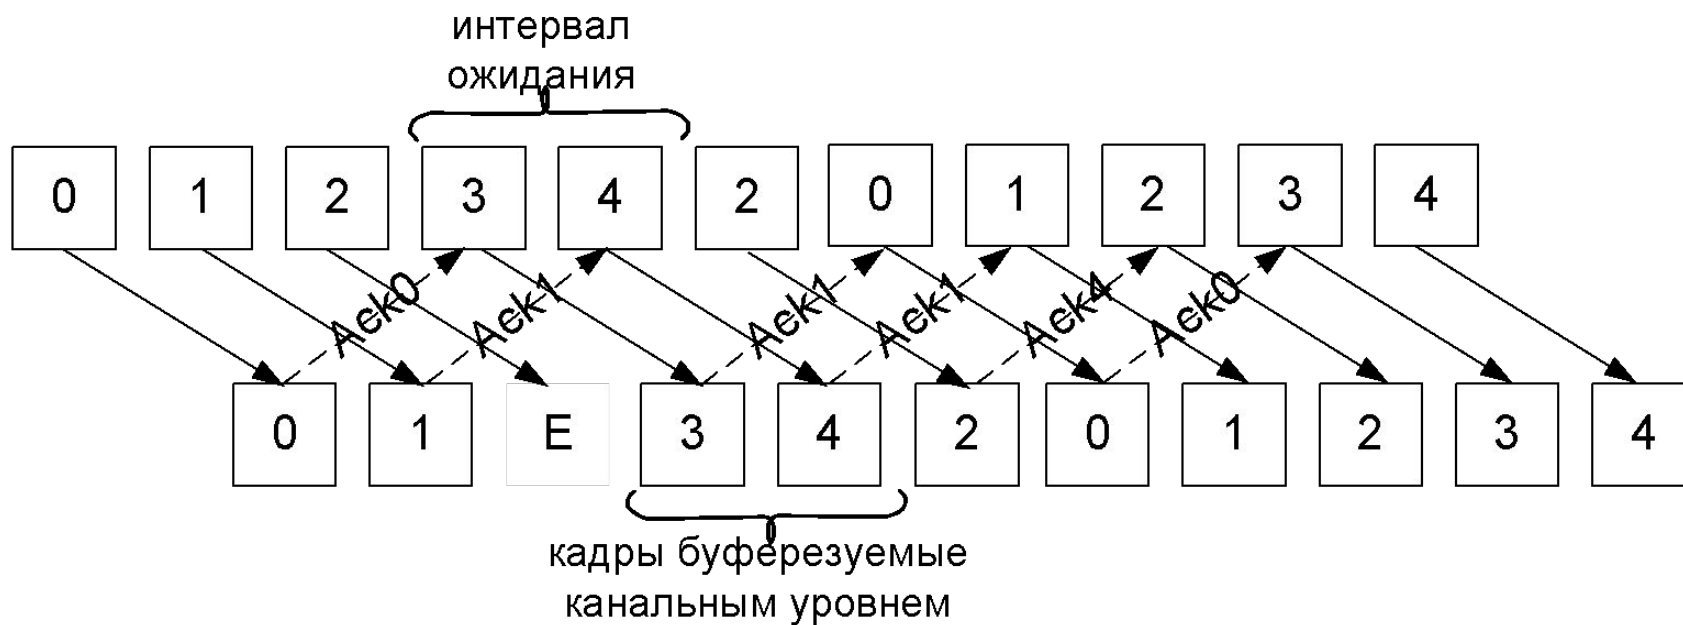 интервал
ожидания
0 1 2 3 4 2 0 1 2 3 4
Ack0 Ack1 Ack1 Ack1 Ack4 Ack0
0 1 E 3 4 2 0 1 2 3 4
кадры буферезуемые
канальным уровнем